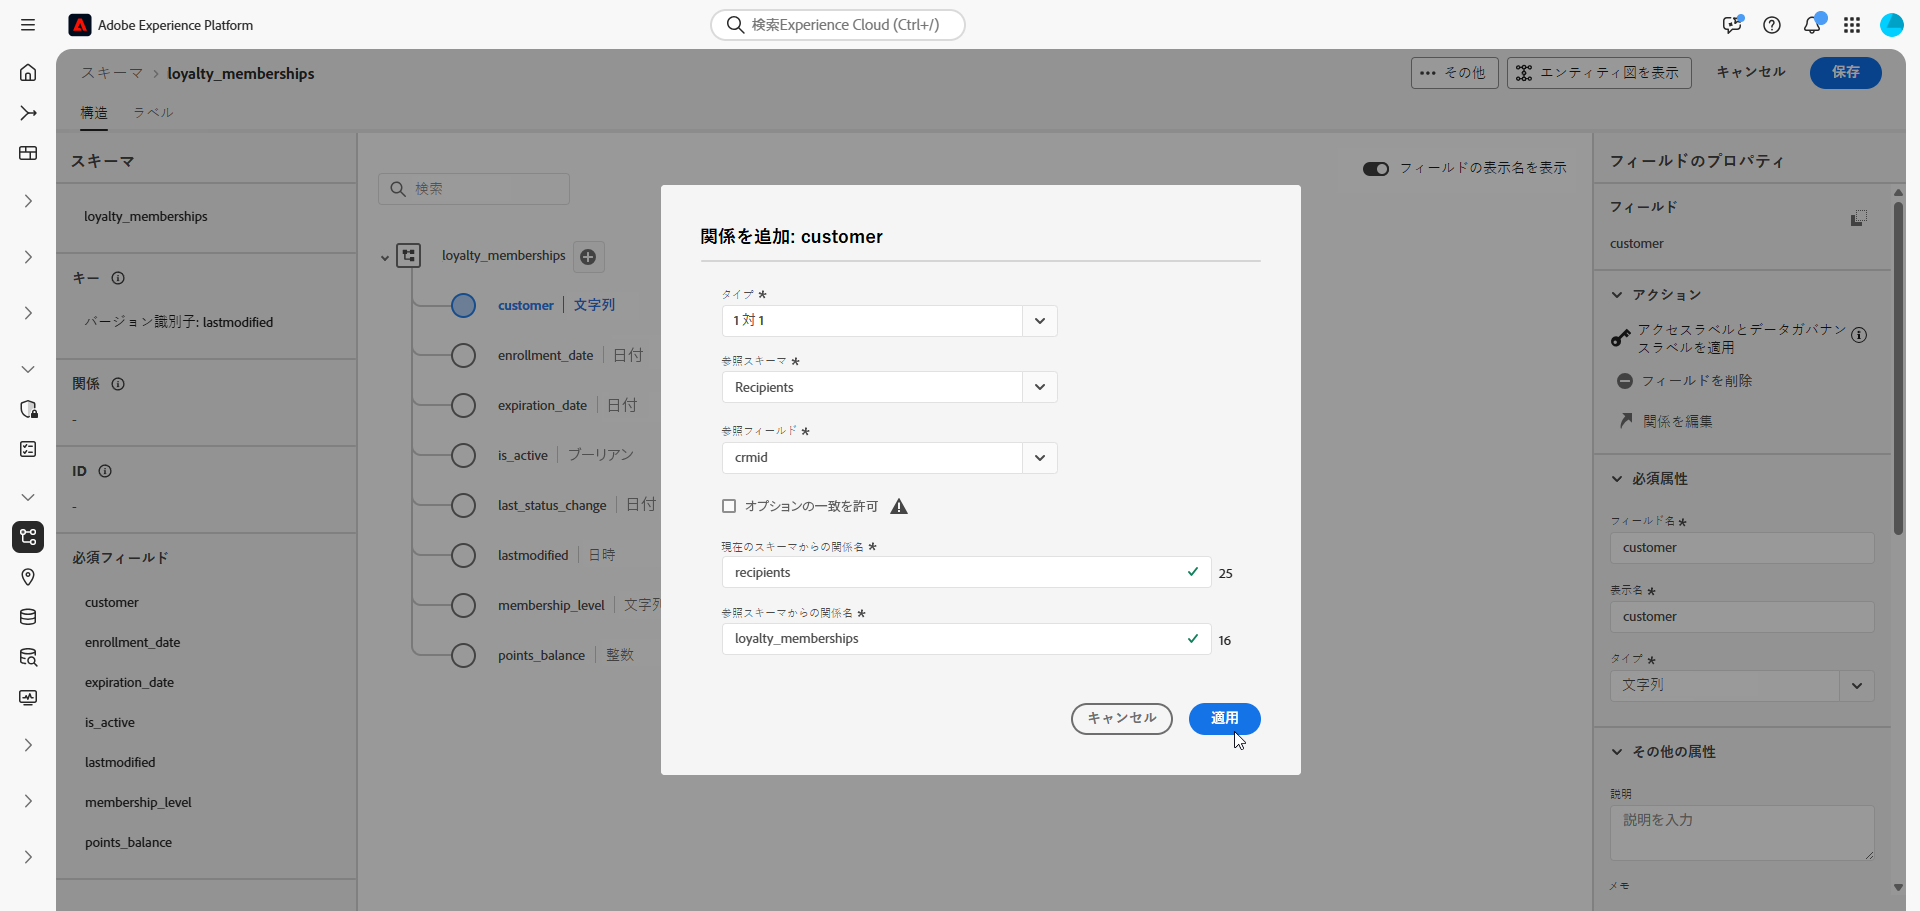 Adobe Experience Platform
検索Experience Cloud (Ctrl+/)
スキーマ
loyalty_memberships
その他
エンティティ図を表示
キャンセル
保存
構造
ラベル
スキーマ
loyalty_memberships
キー
バージョン識別子: lastmodified
関係
-
ID
-
必須フィールド
customer
enrollment_date
expiration_date
is_active
lastmodified
membership_level
points_balance
検索
フィールドの表示名を表示
loyalty_memberships
customer | 文字列
enrollment_date | 日付
expiration_date | 日付
is_active | ブーリアン
last_status_change | 日付
lastmodified | 日時
membership_level | 文字列
points_balance | 整数
関係を追加: customer
タイプ *
1 対 1
参照スキーマ *
Recipients
参照フィールド *
crmid
オプションの一致を許可
現在のスキーマからの関係名 *
recipients
25
参照スキーマからの関係名 *
loyalty_memberships
16
キャンセル
適用
フィールドのプロパティ
フィールド
customer
アクション
アクセスラベルとデータガバナン
スラベルを適用
フィールドを削除
関係を編集
必須属性
フィールド名 *
customer
表示名 *
customer
タイプ *
文字列
その他の属性
説明
説明を入力
メモ